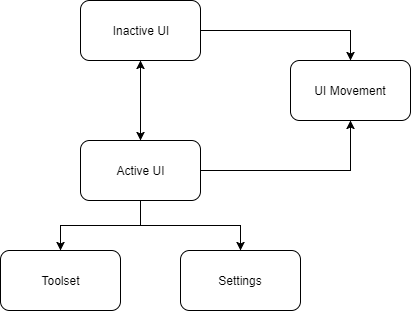 Inactive UI
UI Movement
Active UI
Toolset
Settings